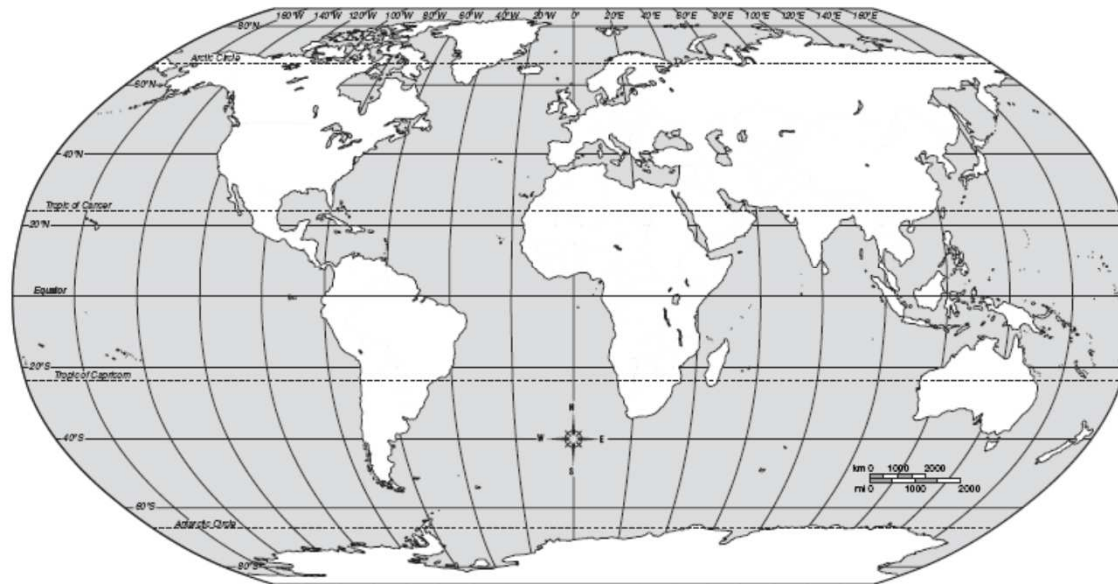 160°W 140°W 120°W 100°W 80°W 60°W 40°W 20°W 0° 20°E 40°E 60°E 80°E 100°E 120°E 140°E 160°E
80°N
Arctic Circle
60°N
40°N
Tropic of Cancer
20°N
Equator
20°S
Tropic of Capricorn
N
40°S W E
S
km 0 1000 2000
mi 0 1000 2000
60°S
Antarctic Circle
80°S